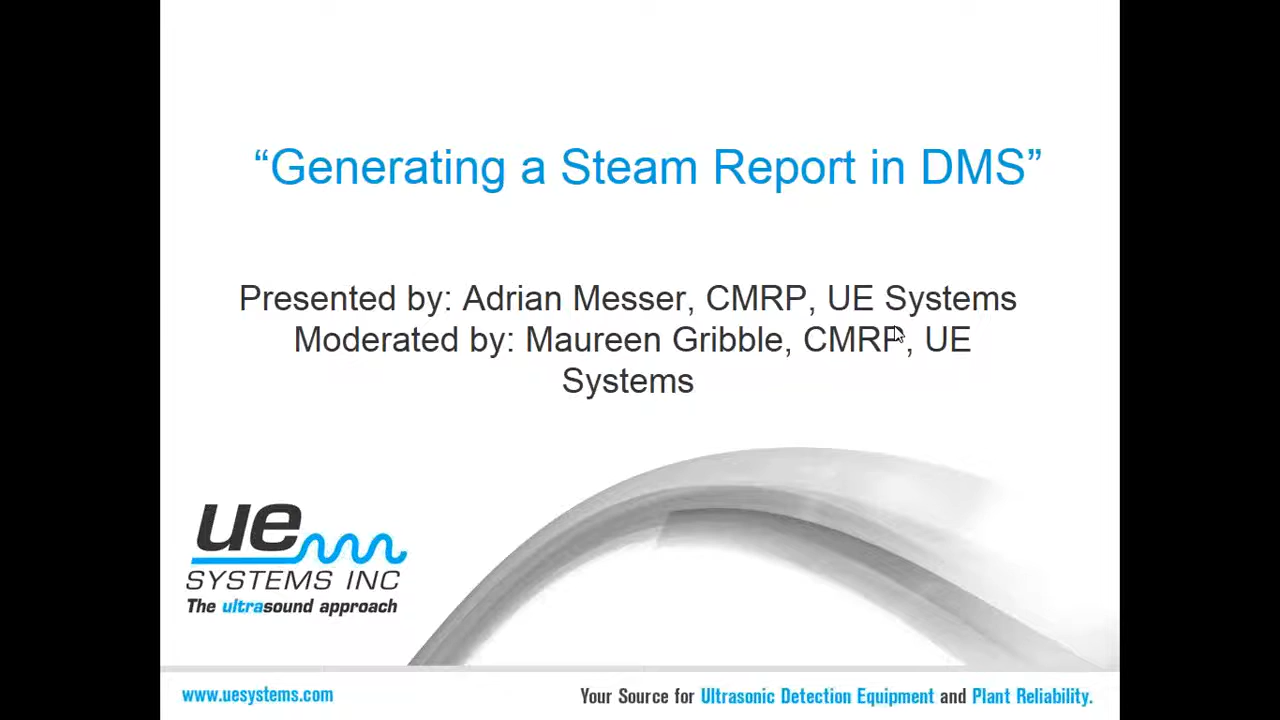 “Generating a Steam Report in DMS”
Presented by: Adrian Messer, CMRP, UE Systems
Moderated by: Maureen Gribble, CMRP, UE
Systems
ue
SYSTEMS INC
The ultrasound approach
www.uesystems.com
Your Source for Ultrasonic Detection Equipment and Plant Reliability.